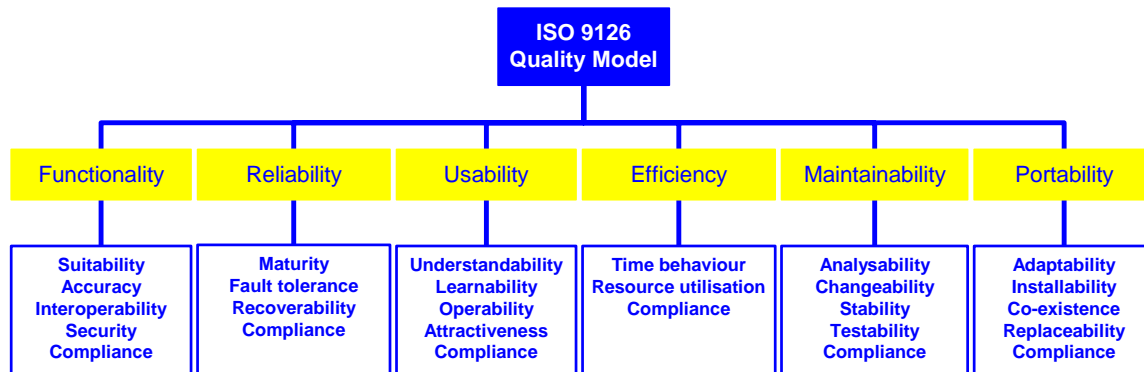 ISO 9126
Quality Model
Functionality
Reliability
Usability
Efficiency
Maintainability
Portability
Suitability
Accuracy
Interoperability
Security
Compliance
Maturity
Fault tolerance
Recoverability
Compliance
Understandability
Learnability
Operability
Attractiveness
Compliance
Time behaviour
Resource utilisation
Compliance
Analysability
Changeability
Stability
Testability
Compliance
Adaptability
Installability
Co-existence
Replaceability
Compliance